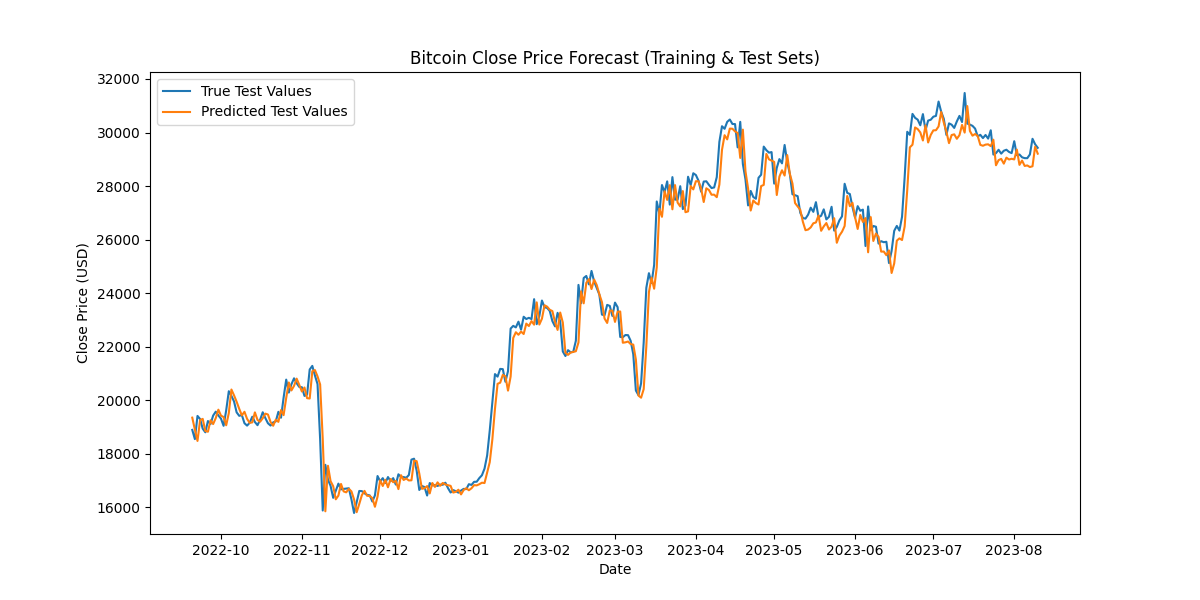 Bitcoin Close Price Forecast (Training & Test Sets)
True Test Values
Predicted Test Values
Close Price (USD)
32000
30000
28000
26000
24000
22000
20000
18000
16000
2022-10 2022-11 2022-12 2023-01 2023-02 2023-03 2023-04 2023-05 2023-06 2023-07 2023-08
Date